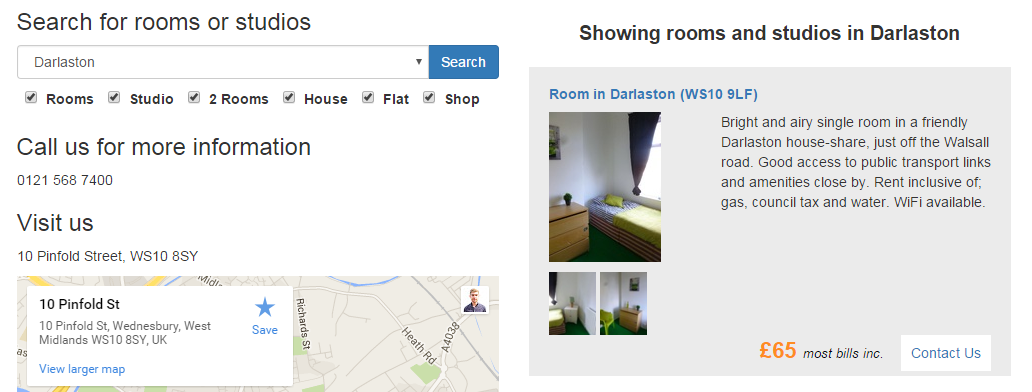 Search for rooms or studios
Darlaston
Search
Rooms Studio 2 Rooms House Flat Shop
Call us for more information
0121 568 7400
Visit us
10 Pinfold Street, WS10 8SY
10 Pinfold St
10 Pinfold St, Wednesbury, West
Midlands WS10 8SY, UK
Save
View larger map
Richards St
Heath Rd
A4038
Showing rooms and studios in Darlaston
Room in Darlaston (WS10 9LF)
Bright and airy single room in a friendly
Darlaston house-share, just off the Walsall
road. Good access to public transport links
and amenities close by. Rent inclusive of;
gas, council tax and water. WiFi available.
£65 most bills inc.
Contact Us